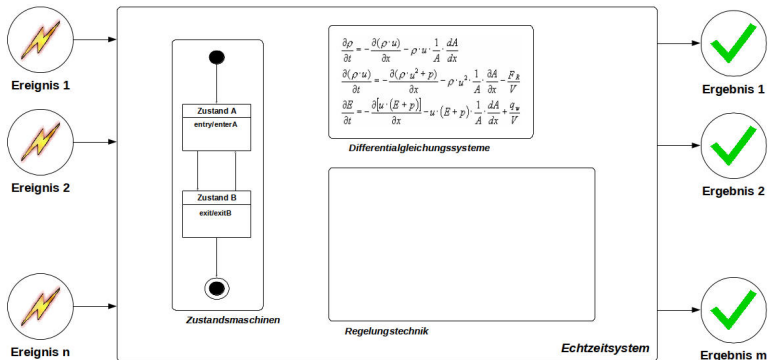 Ereignis 1
Ereignis 2
Ereignis n
Zustand A
entry/enterA
Zustand B
exit/exitB
Zustandsmaschinen
∂ρ/∂t = −∂(ρ·u)/∂x − ρ·u·1/A·dA/dx
∂(ρ·u)/∂t = −∂(ρ·u²+p)/∂x − ρ·u²·1/A·∂A/∂x − F_R/V
∂E/∂t = −∂[u·(E+p)]/∂x − u·(E+p)·1/A·dA/dx + q_w/V
Differentialgleichungssysteme
Regelungstechnik
Echtzeitsystem
Ergebnis 1
Ergebnis 2
Ergebnis m